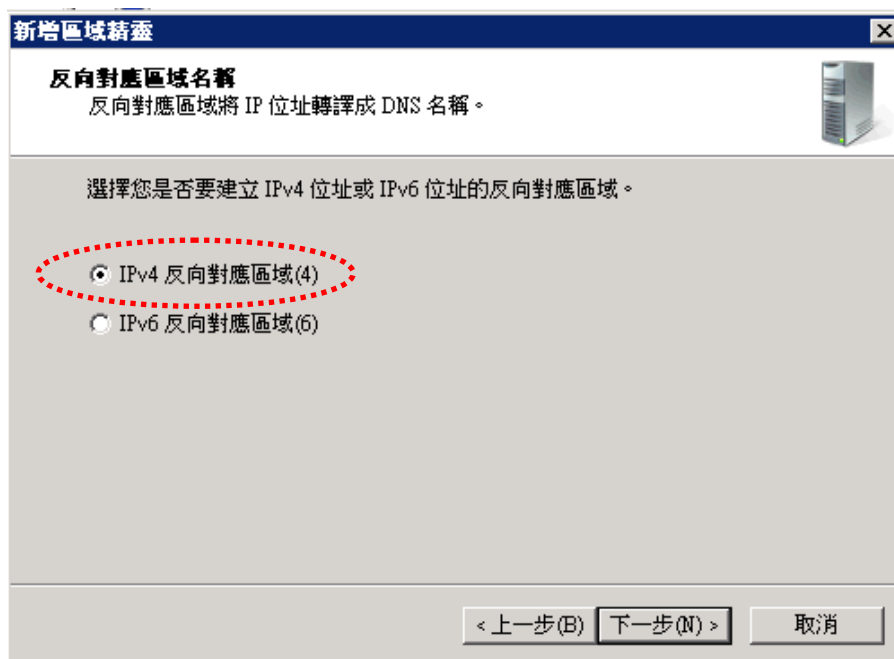 新增區域精靈
反向對應區域名稱
反向對應區域將 IP 位址轉譯成 DNS 名稱。
選擇您是否要建立 IPv4 位址或 IPv6 位址的反向對應區域。
IPv4 反向對應區域(4)
IPv6 反向對應區域(6)
< 上一步(B) 下一步(N) > 取消